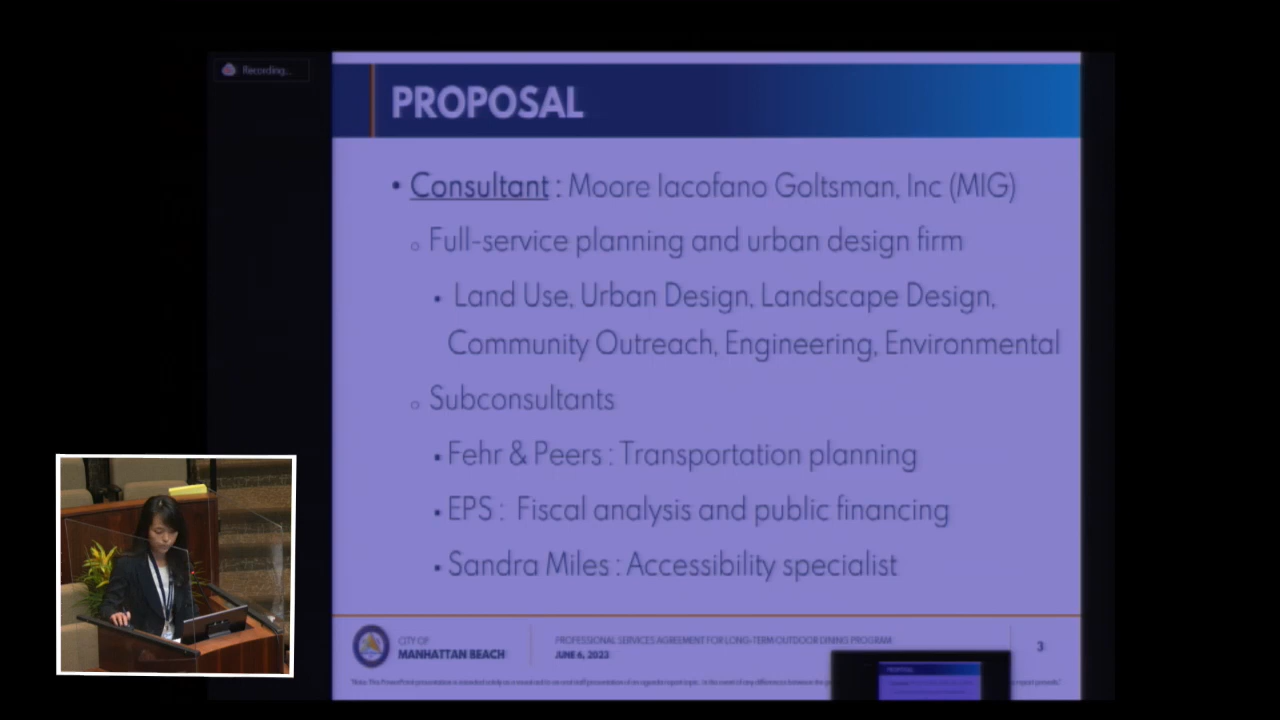 Recording...
PROPOSAL
• Consultant : Moore Iacofano Goltsman, Inc (MIG)
○ Full-service planning and urban design firm
▪ Land Use, Urban Design, Landscape Design,
Community Outreach, Engineering, Environmental
○ Subconsultants
▪ Fehr & Peers : Transportation planning
▪ EPS : Fiscal analysis and public financing
▪ Sandra Miles : Accessibility specialist
CITY OF
MANHATTAN BEACH
PROFESSIONAL SERVICES AGREEMENT FOR LONG-TERM OUTDOOR DINING PROGRAM
JUNE 6, 2023
3
PROPOSAL